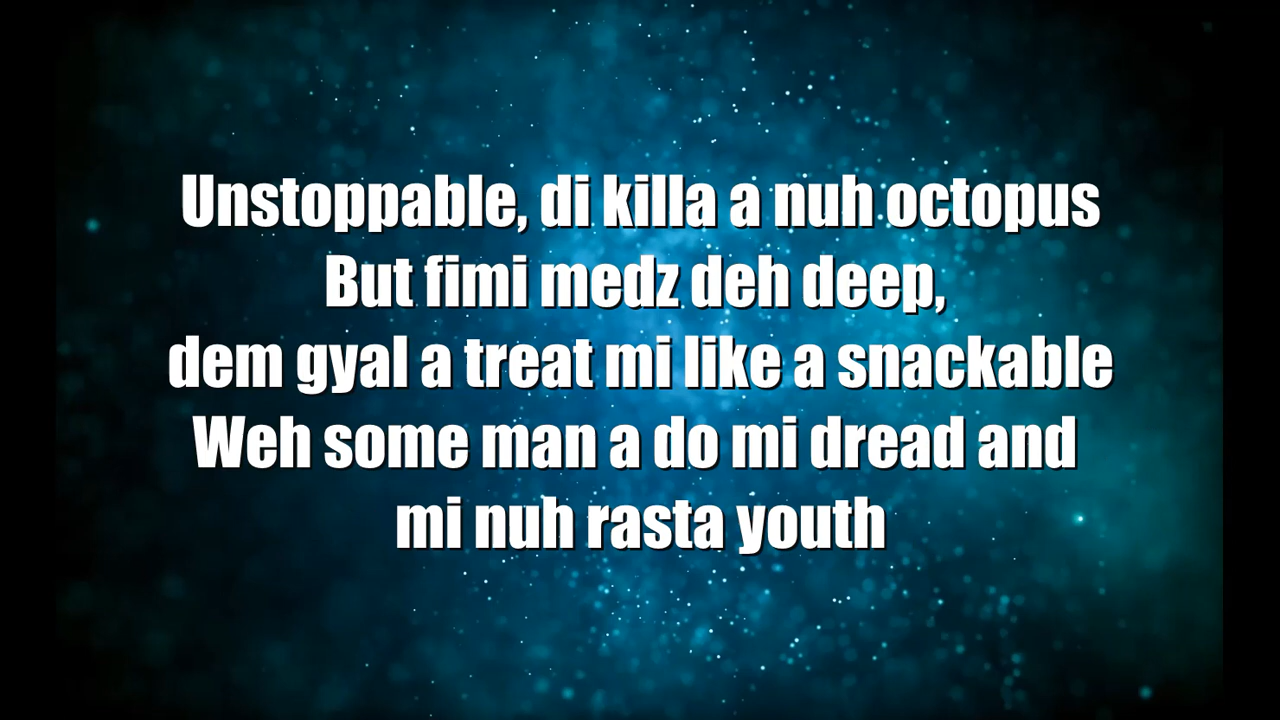 Unstoppable, di killa a nuh octopus
But fimi medz deh deep,
dem gyal a treat mi like a snackable
Weh some man a do mi dread and
mi nuh rasta youth